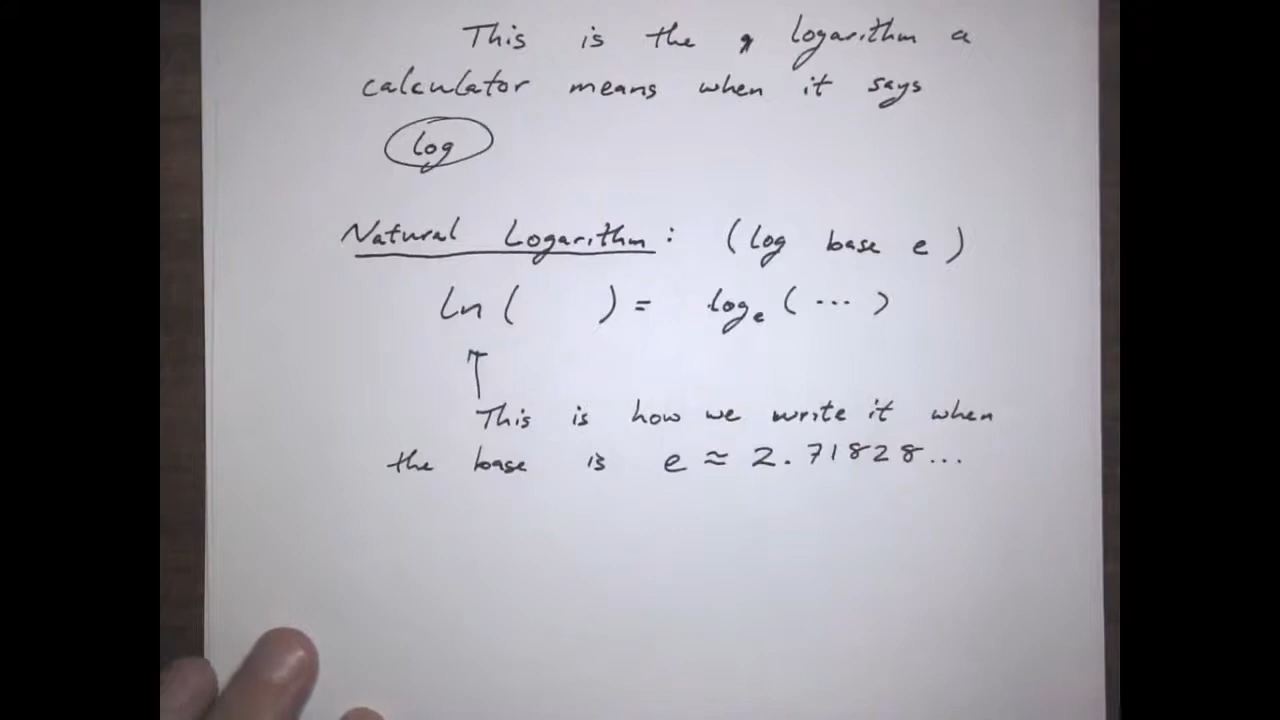 This is the logarithm a
calculator means when it says
log
Natural Logarithm: (log base e)
ln( ) = logₑ(...)
This is how we write it when
the base is e ≈ 2.71828...